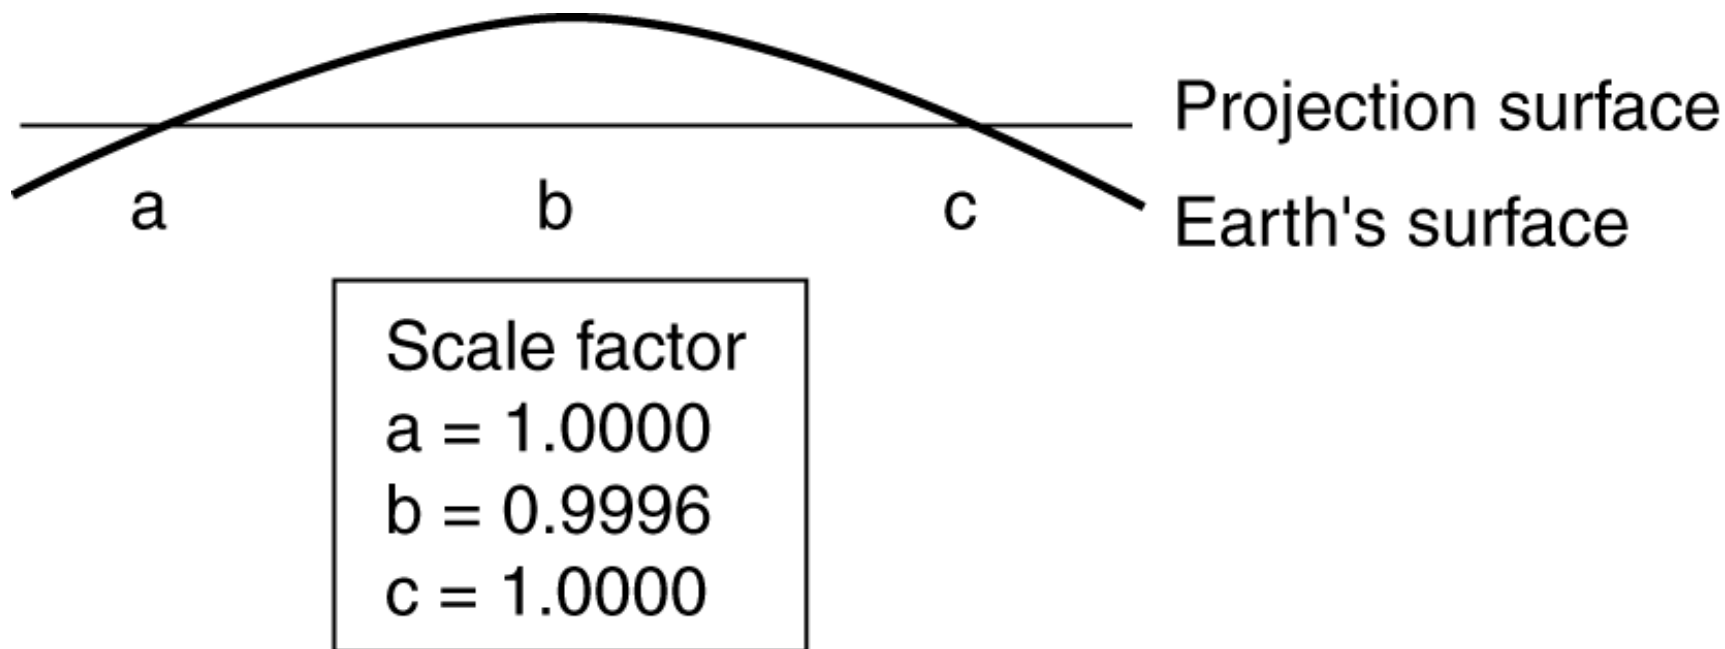 Projection surface
a b c
Earth's surface
Scale factor
a = 1.0000
b = 0.9996
c = 1.0000